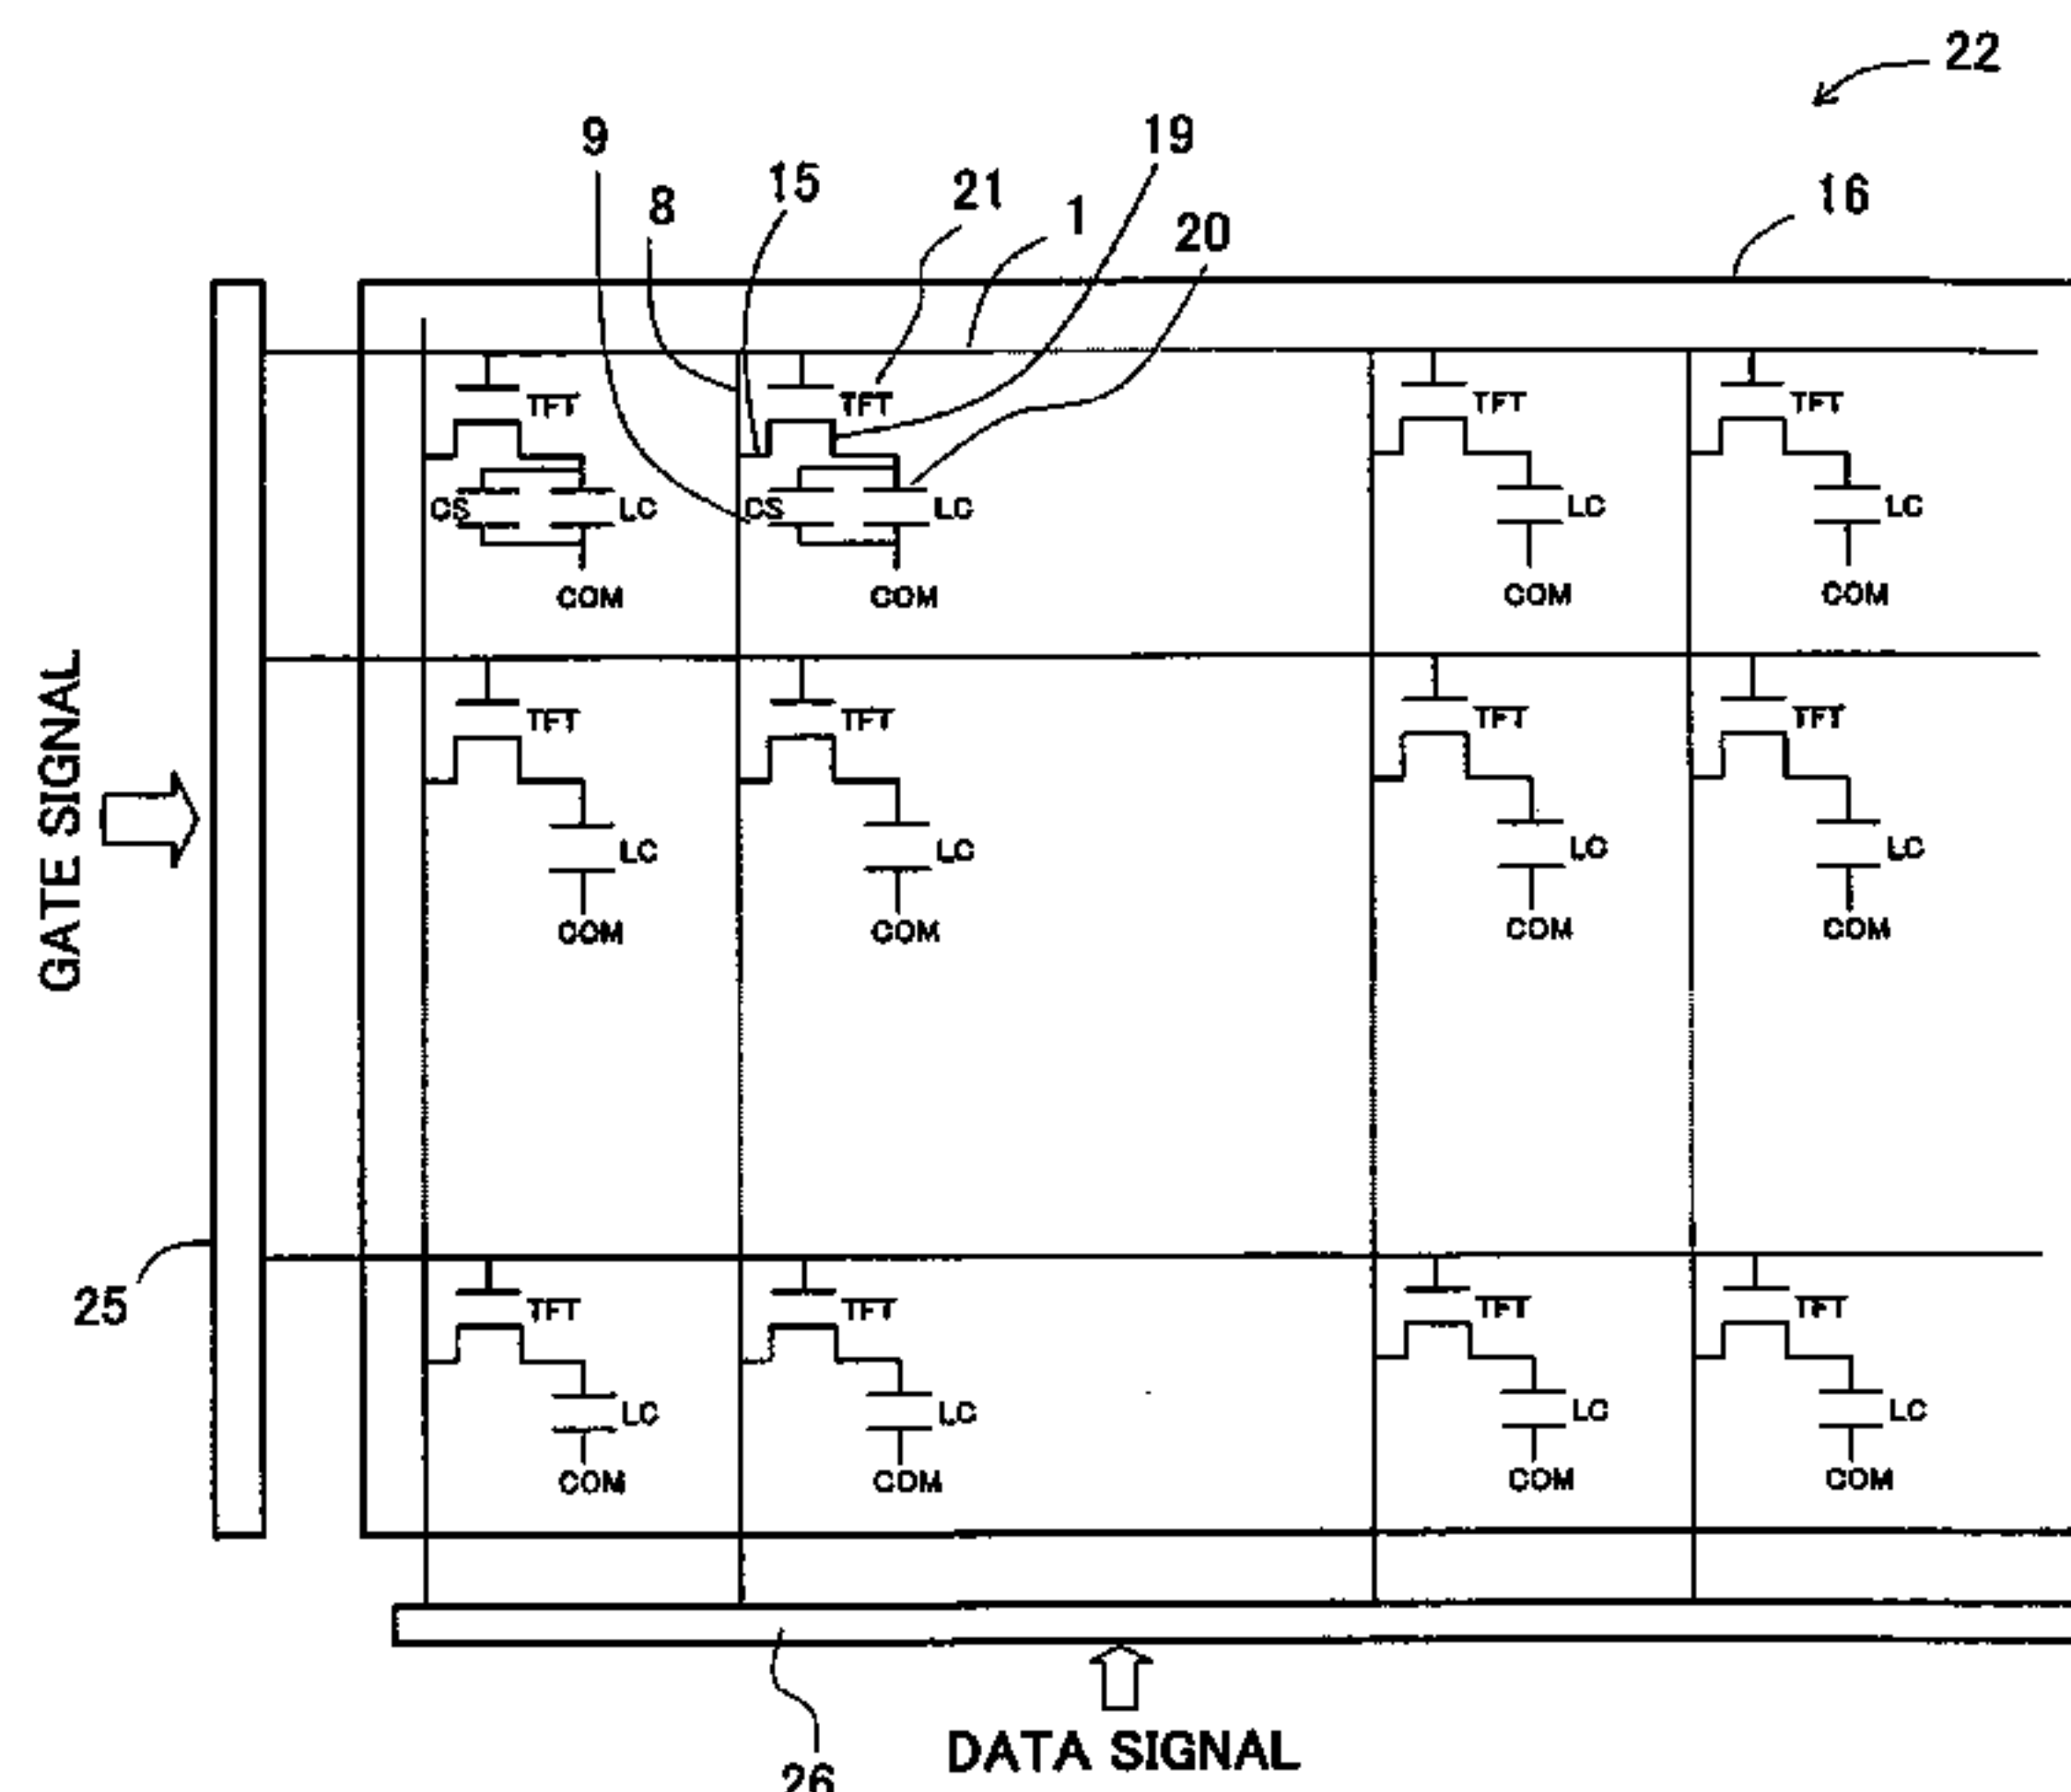 22
9
19
15
21
8
16
1
20
TFT TFT TFT TFT
CS LC CS LC LC LC
COM COM COM COM
TFT TFT TFT TFT
LC LC LC LC
COM COM COM COM
GATE SIGNAL
25
TFT TFT TFT TFT
LC LC LC LC
COM COM COM COM
DATA SIGNAL
26